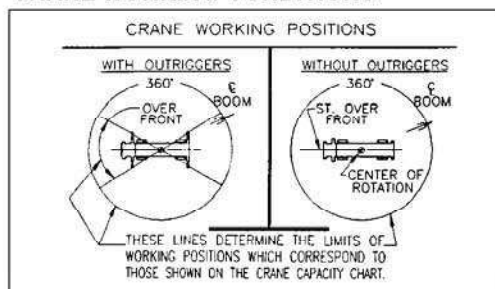 CRANE WORKING POSITIONS
WITH OUTRIGGERS
360°
℄
BOOM
OVER
FRONT
WITHOUT OUTRIGGERS
360°
℄
BOOM
ST. OVER
FRONT
CENTER OF
ROTATION
THESE LINES DETERMINE THE LIMITS OF
WORKING POSITIONS WHICH CORRESPOND TO
THOSE SHOWN ON THE CRANE CAPACITY CHART.